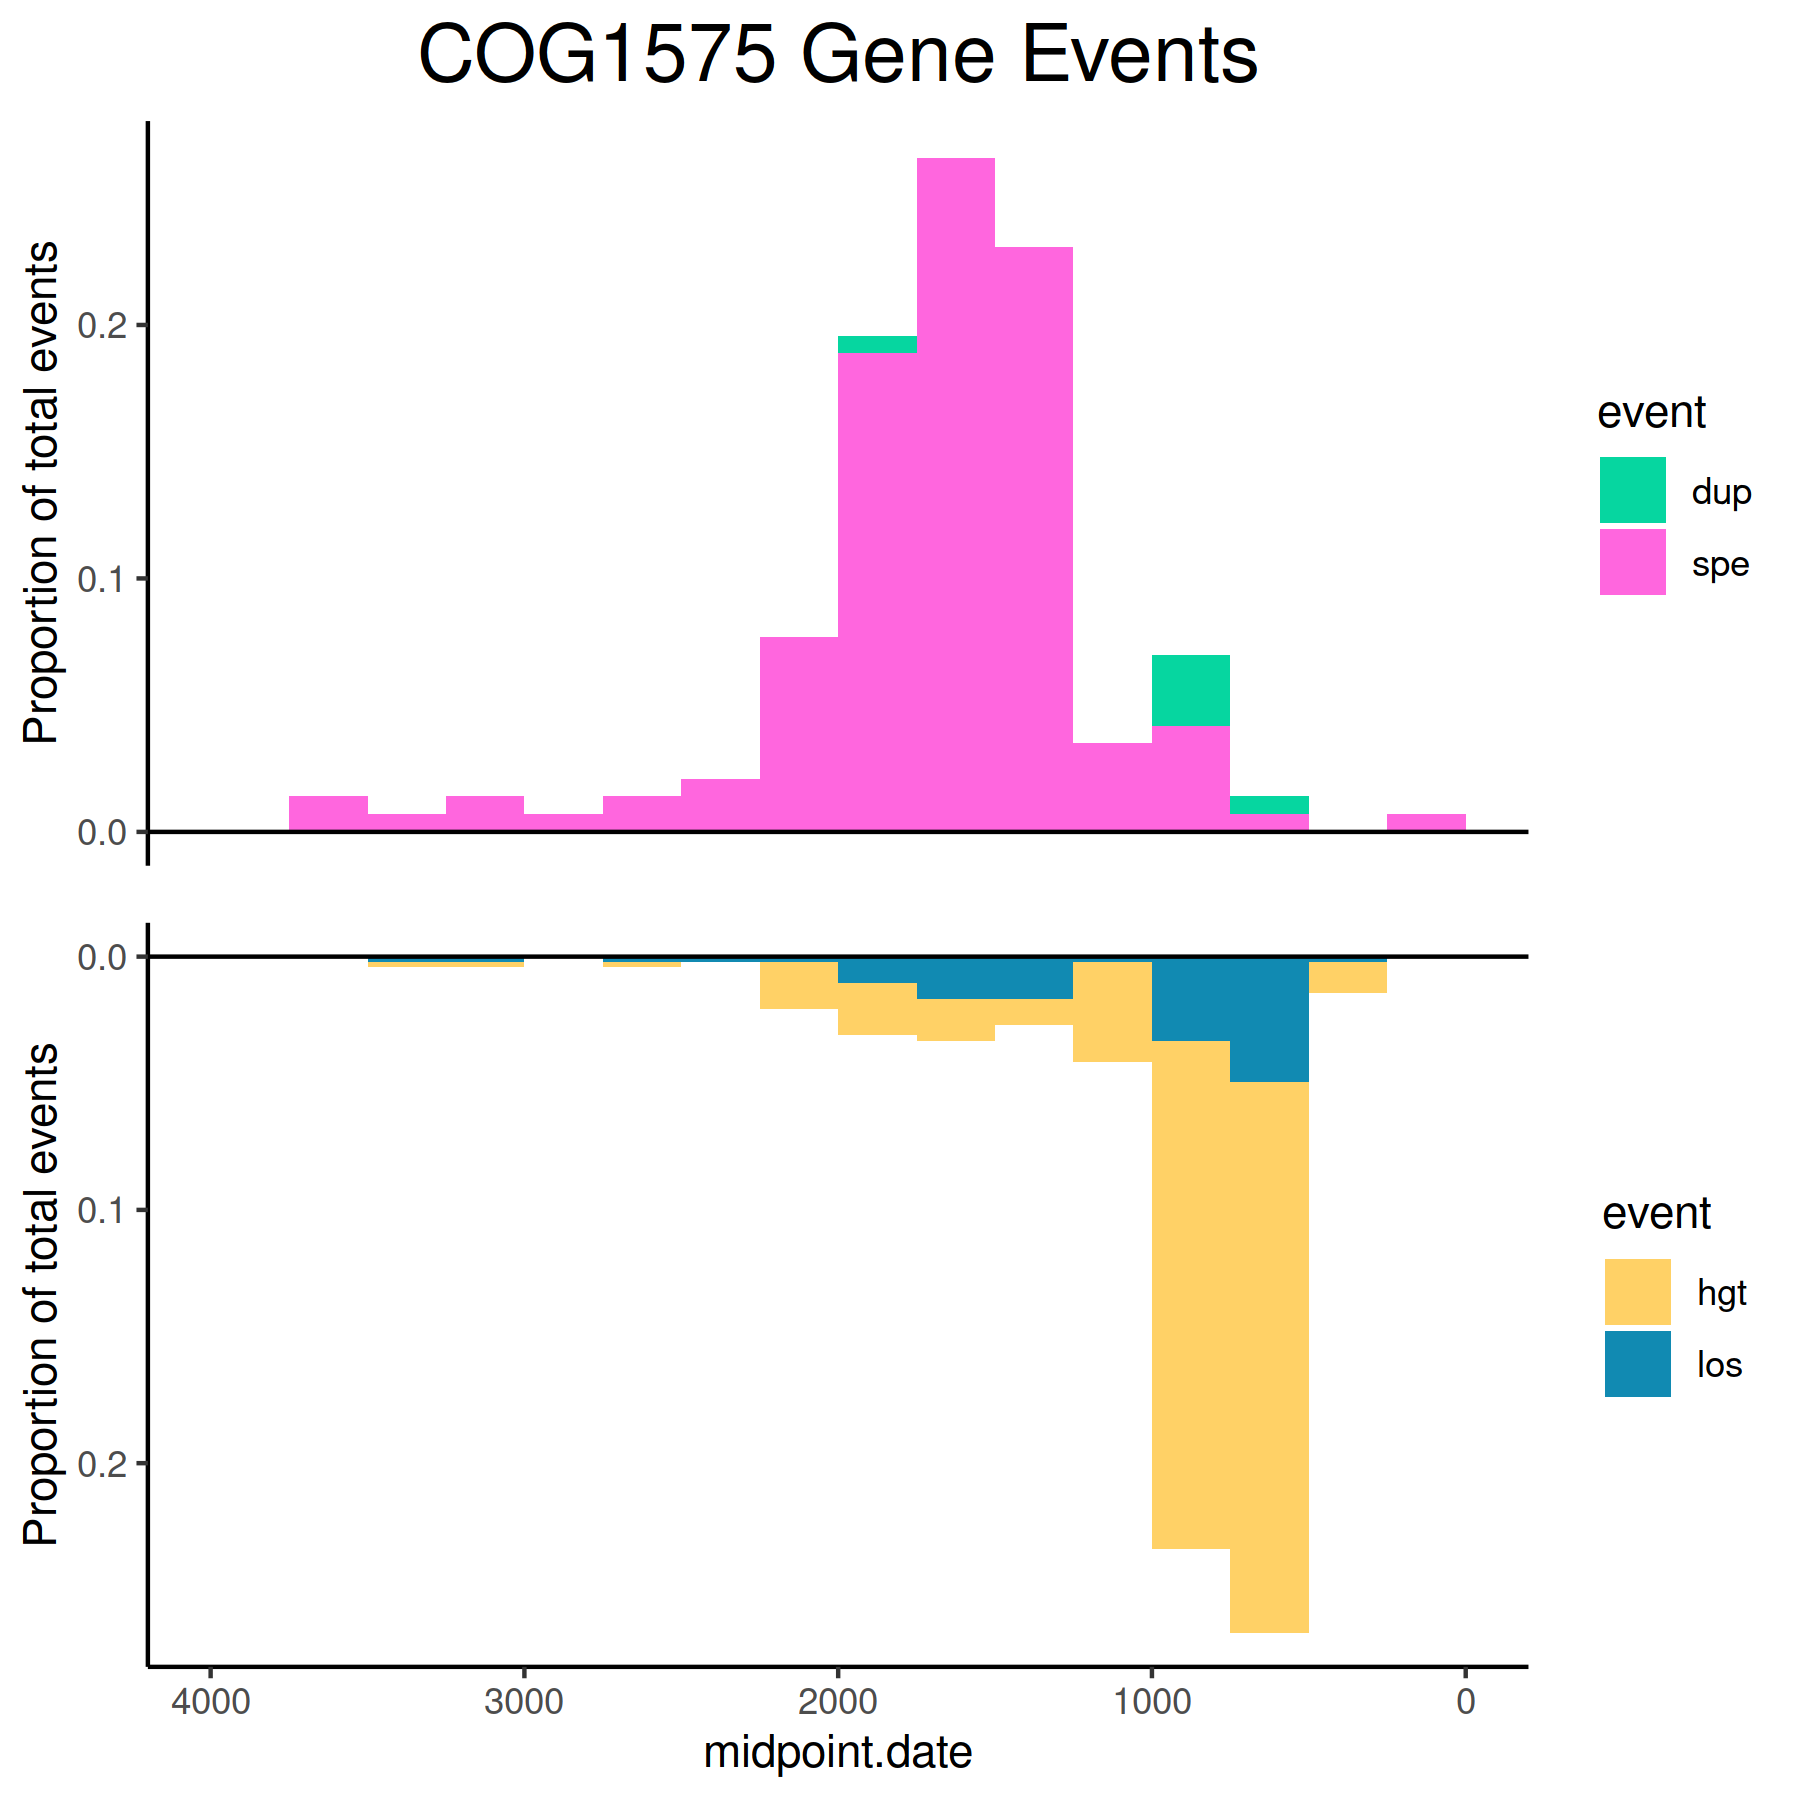 COG1575 Gene Events
Proportion of total events
0.2
0.1
0.0
event
dup
spe
Proportion of total events
0.0
0.1
0.2
event
hgt
los
4000 3000 2000 1000 0
midpoint.date